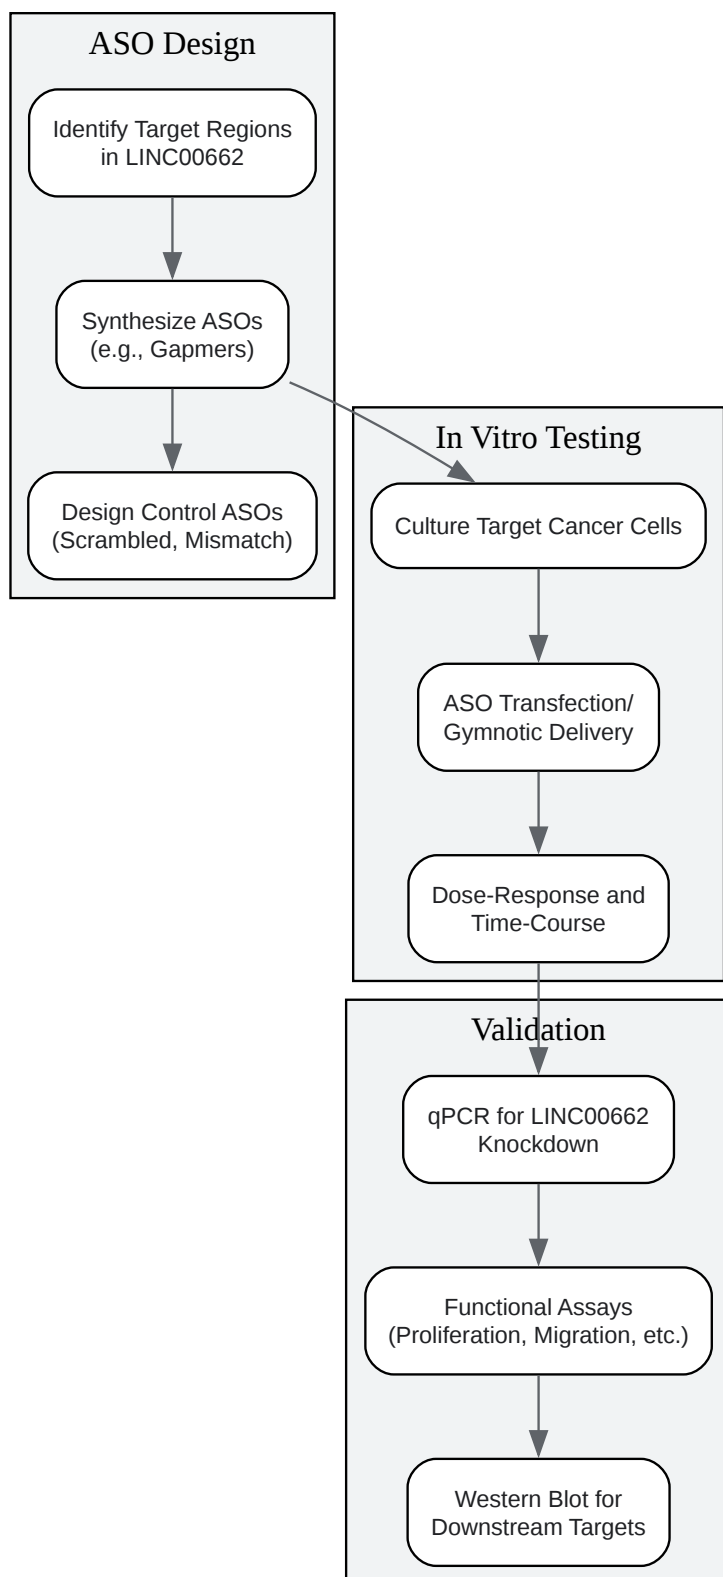 ASO Design
Identify Target Regions
in LINC00662
Synthesize ASOs
(e.g., Gapmers)
Design Control ASOs
(Scrambled, Mismatch)
In Vitro Testing
Culture Target Cancer Cells
ASO Transfection/
Gymnotic Delivery
Dose-Response and
Time-Course
Validation
qPCR for LINC00662
Knockdown
Functional Assays
(Proliferation, Migration, etc.)
Western Blot for
Downstream Targets